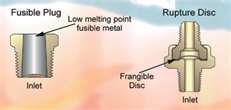 Fusible Plug
Low melting point
fusible metal
Inlet
Rupture Disc
Frangible
Disc
Inlet